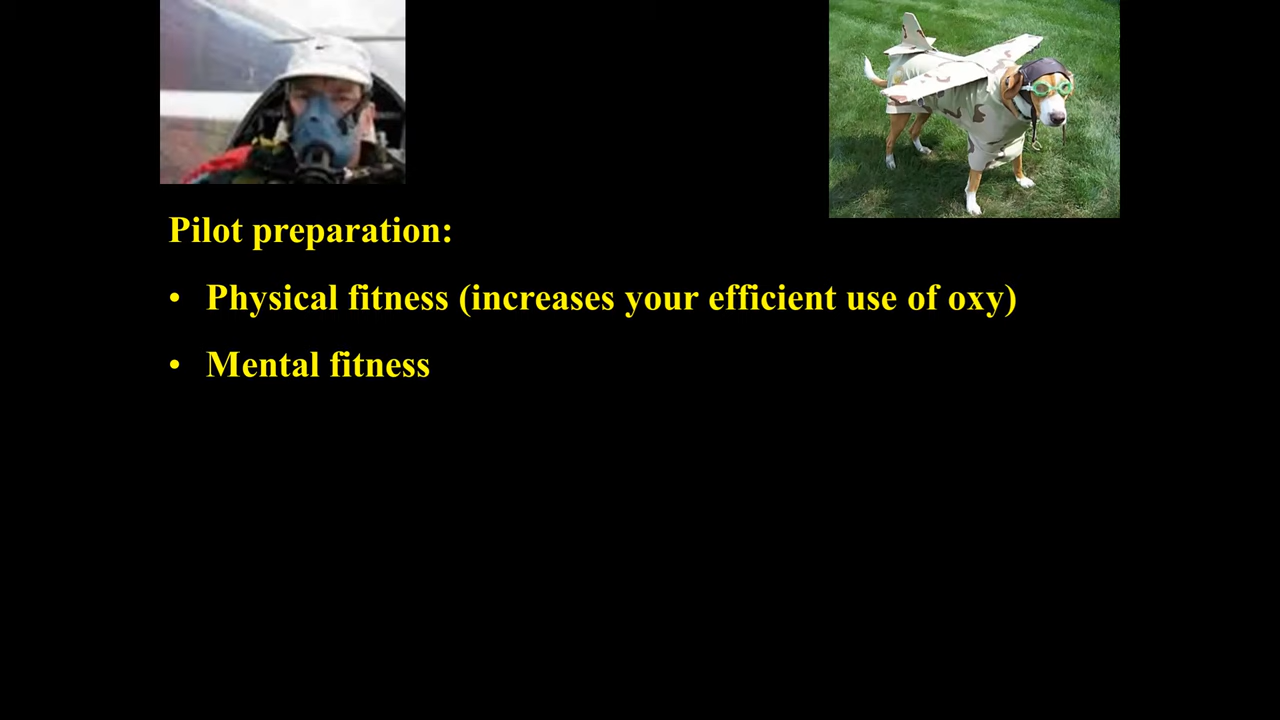 Pilot preparation:
• Physical fitness (increases your efficient use of oxy)
• Mental fitness